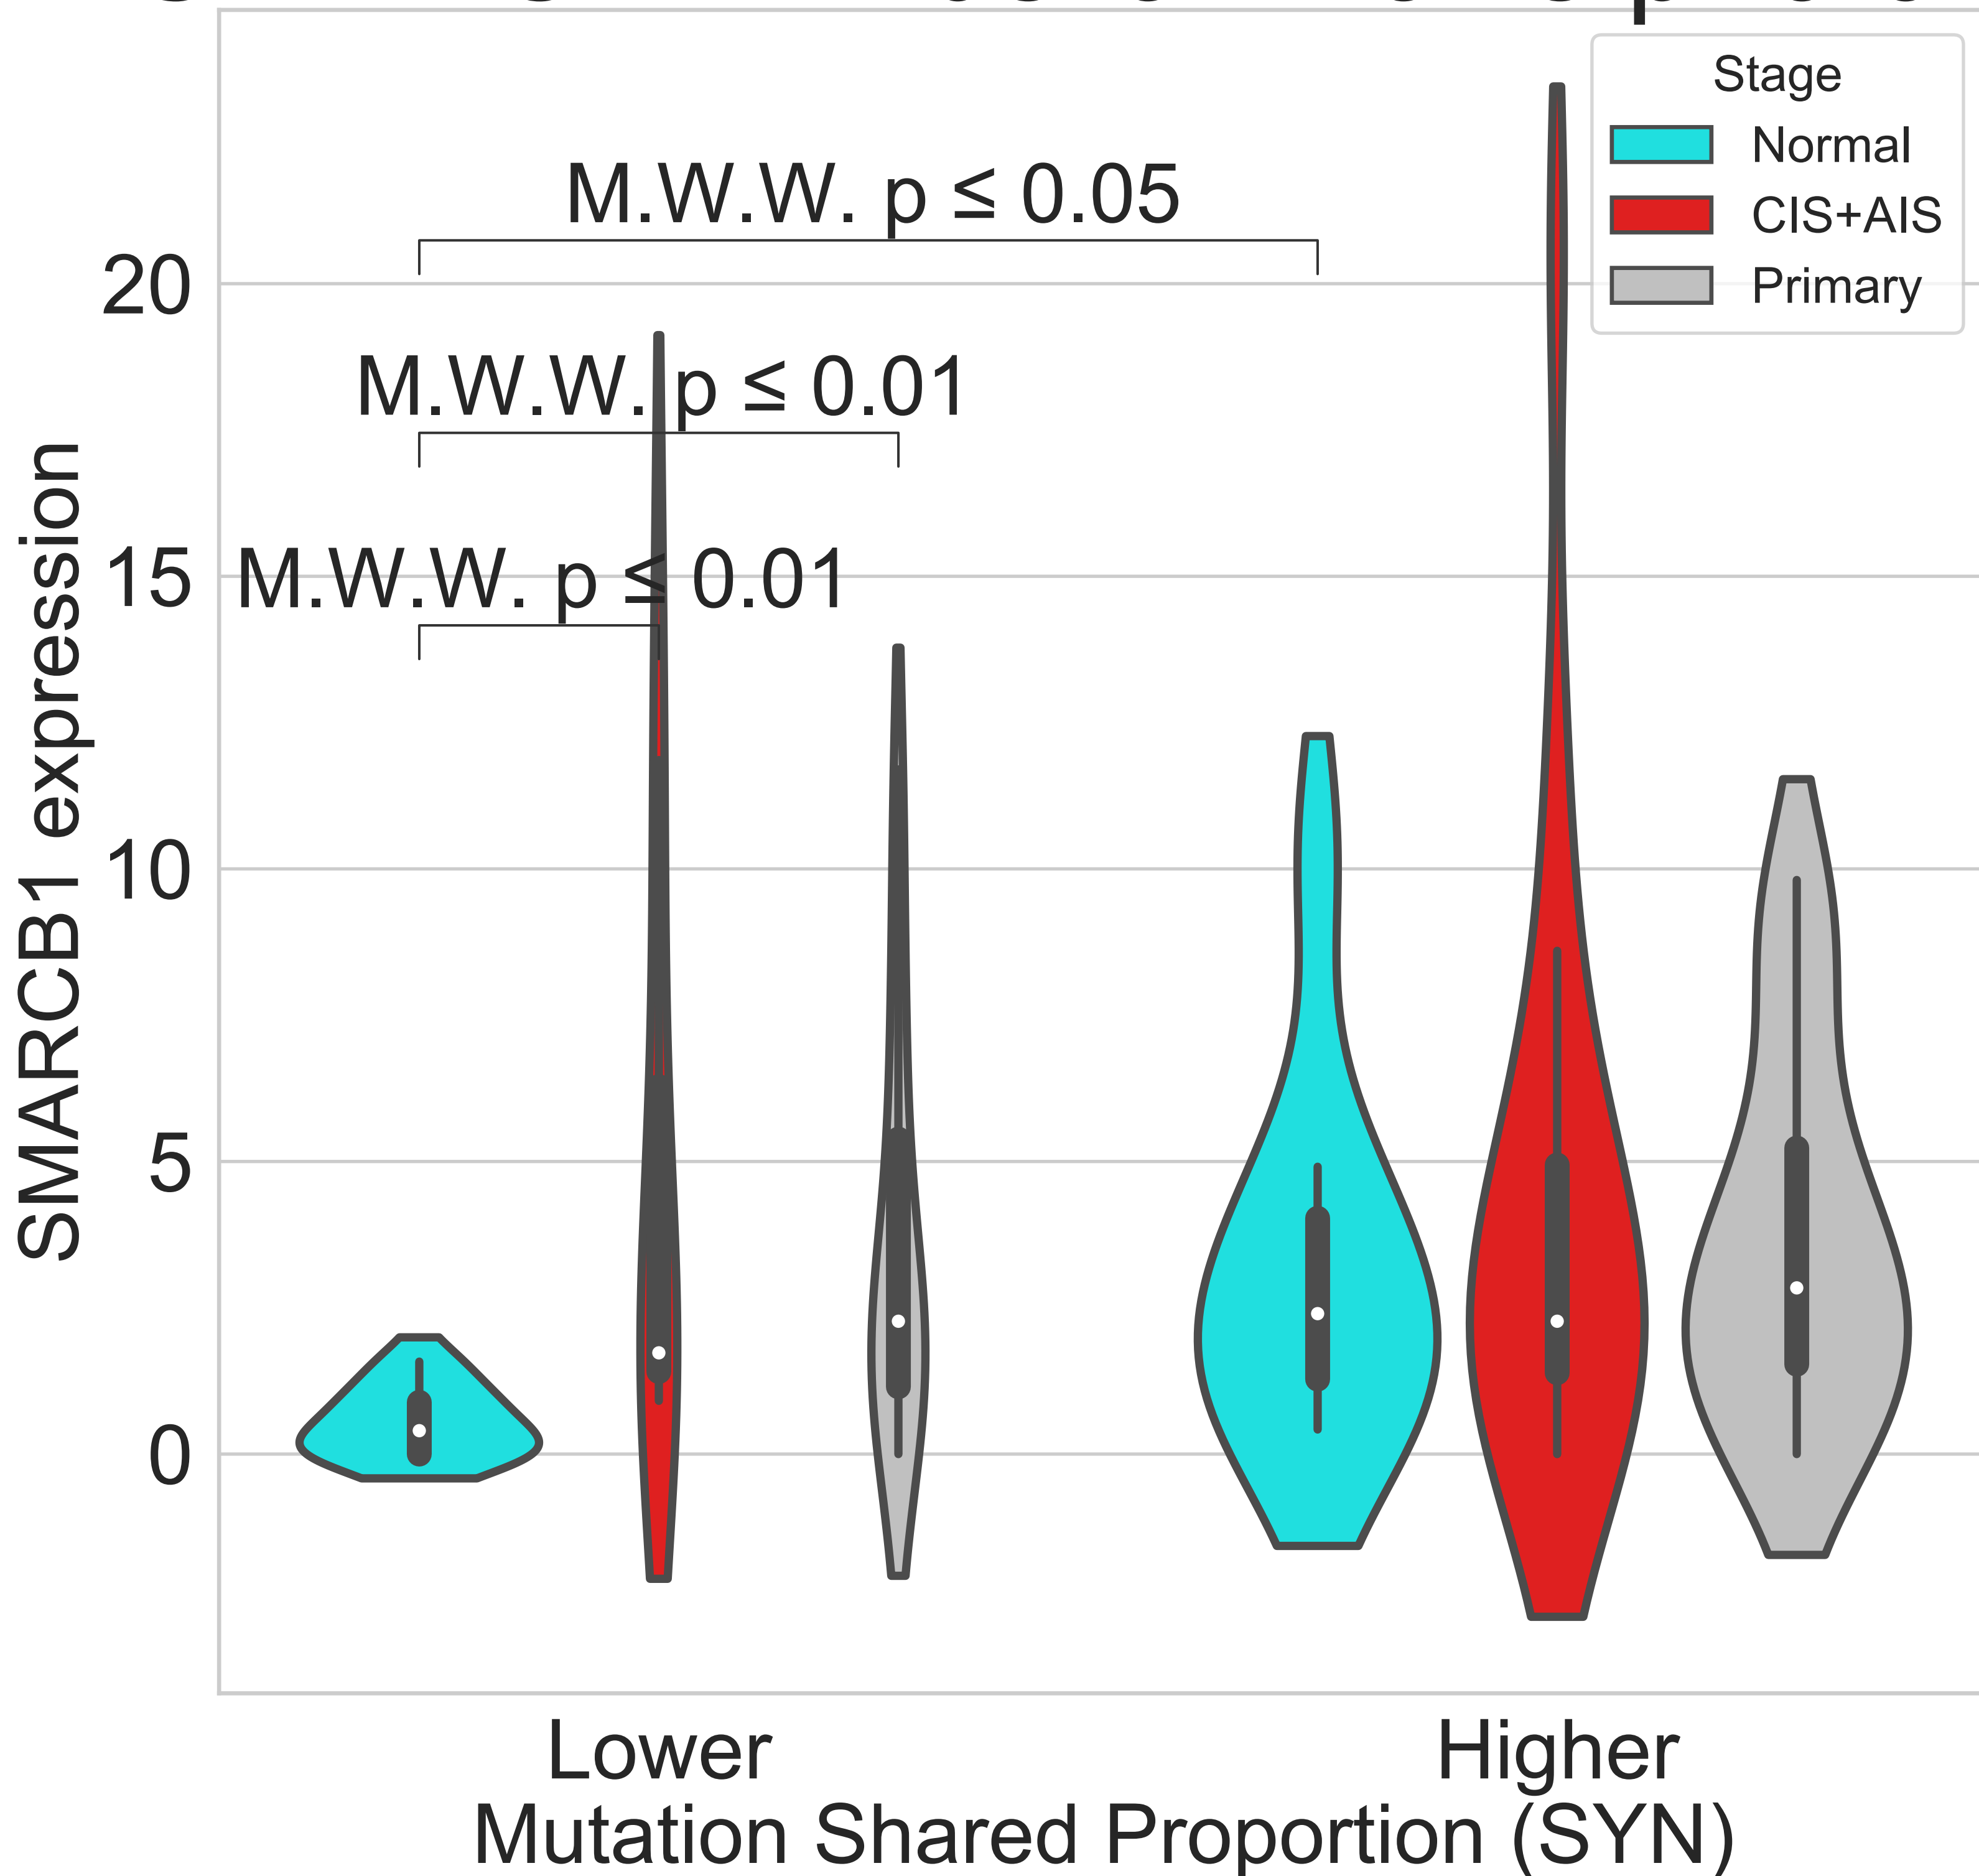 Stage
Normal
CIS+AIS
Primary
M.W.W. p ≤ 0.05
M.W.W. p ≤ 0.01
M.W.W. p ≤ 0.01
20
15
10
5
0
SMARCB1 expression
Lower
Higher
Mutation Shared Proportion (SYN)